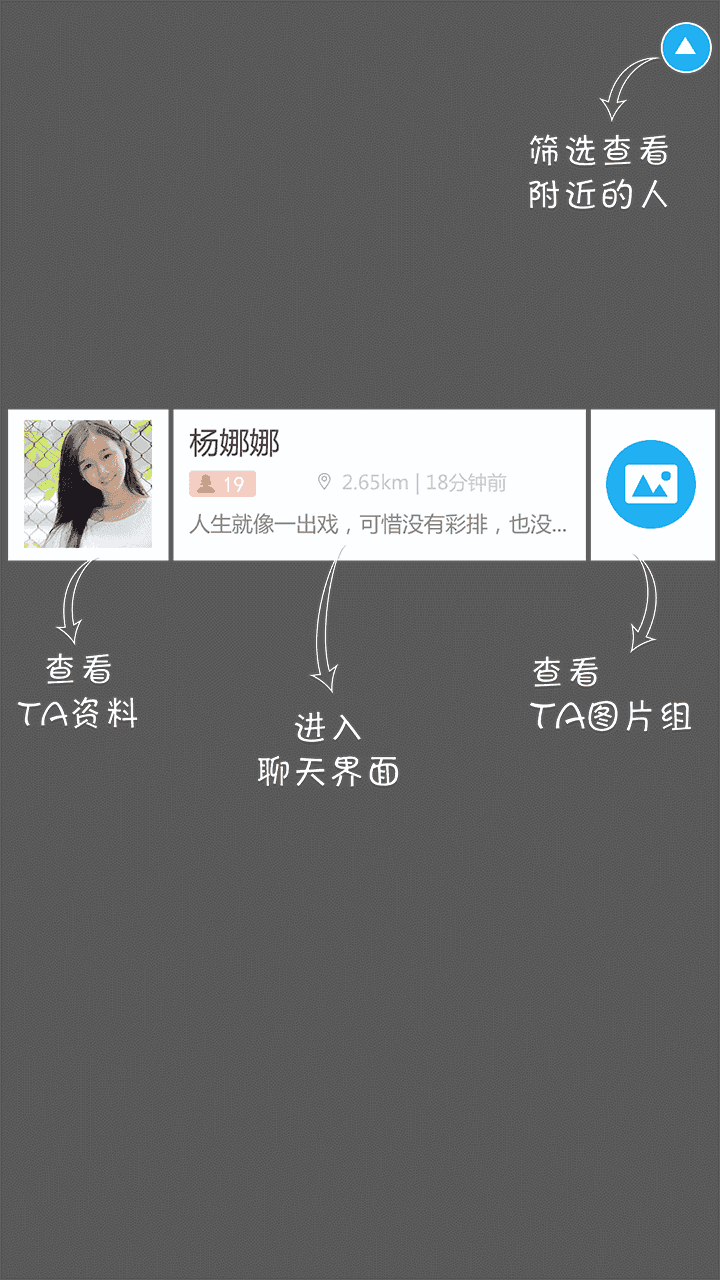 筛选查看
附近的人
杨娜娜
19
2.65km | 18分钟前
人生就像一出戏，可惜没有彩排，也没...
查看
TA资料
进入
聊天界面
查看
TA图片组